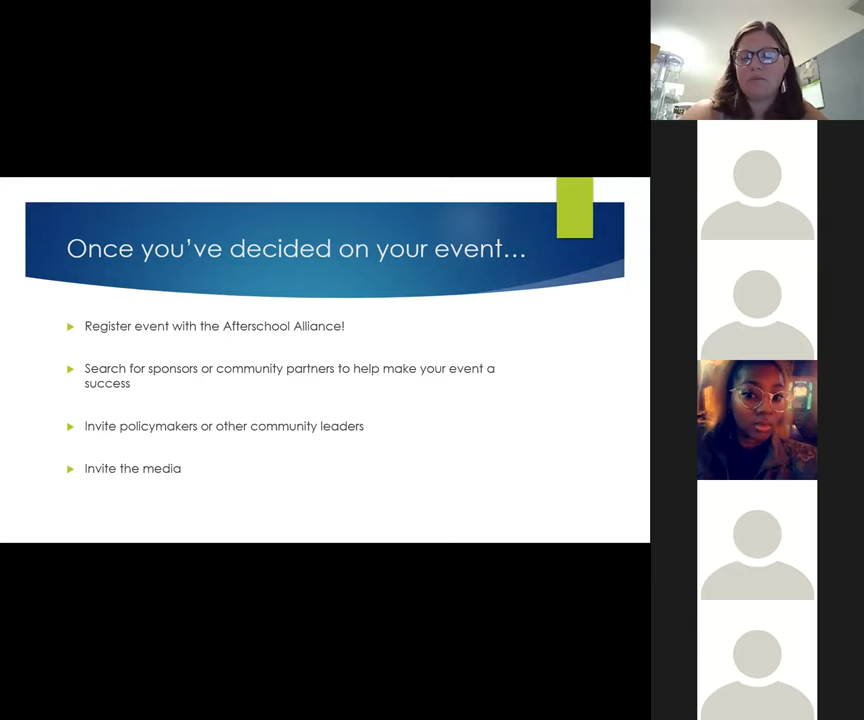 Once you've decided on your event...
Register event with the Afterschool Alliance!
Search for sponsors or community partners to help make your event a
success
Invite policymakers or other community leaders
Invite the media